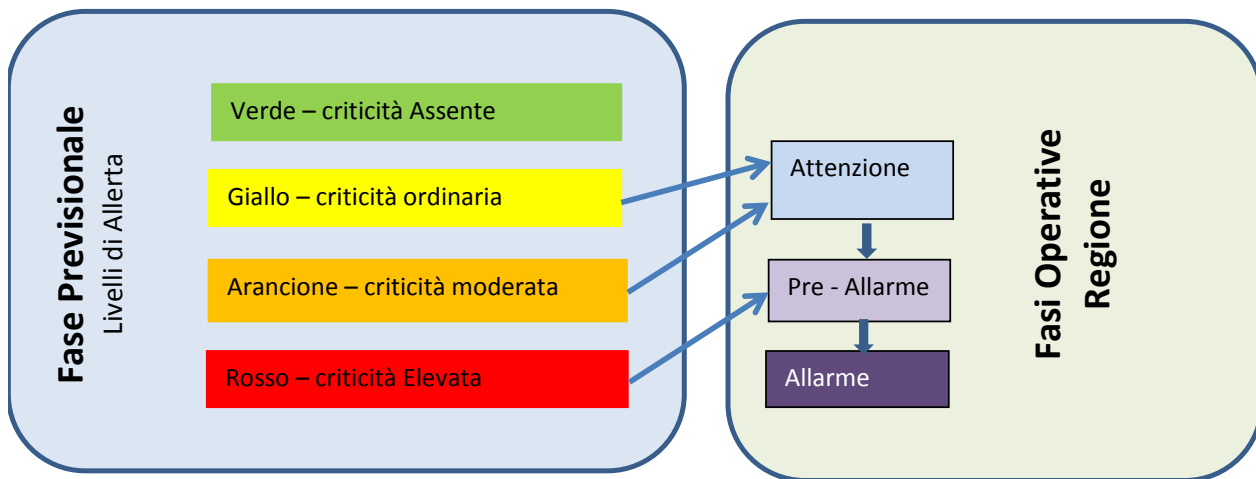 Fase Previsionale
Livelli di Allerta
Verde – criticità Assente
Giallo – criticità ordinaria
Arancione – criticità moderata
Rosso – criticità Elevata
Attenzione
Pre - Allarme
Allarme
Fasi Operative
Regione